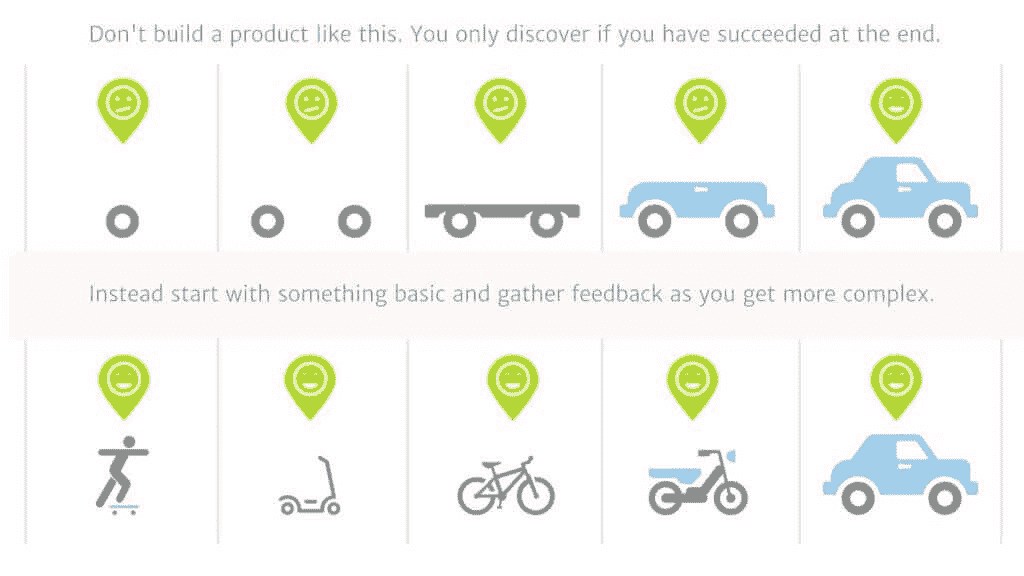 Don't build a product like this. You only discover if you have succeeded at the end.
Instead start with something basic and gather feedback as you get more complex.